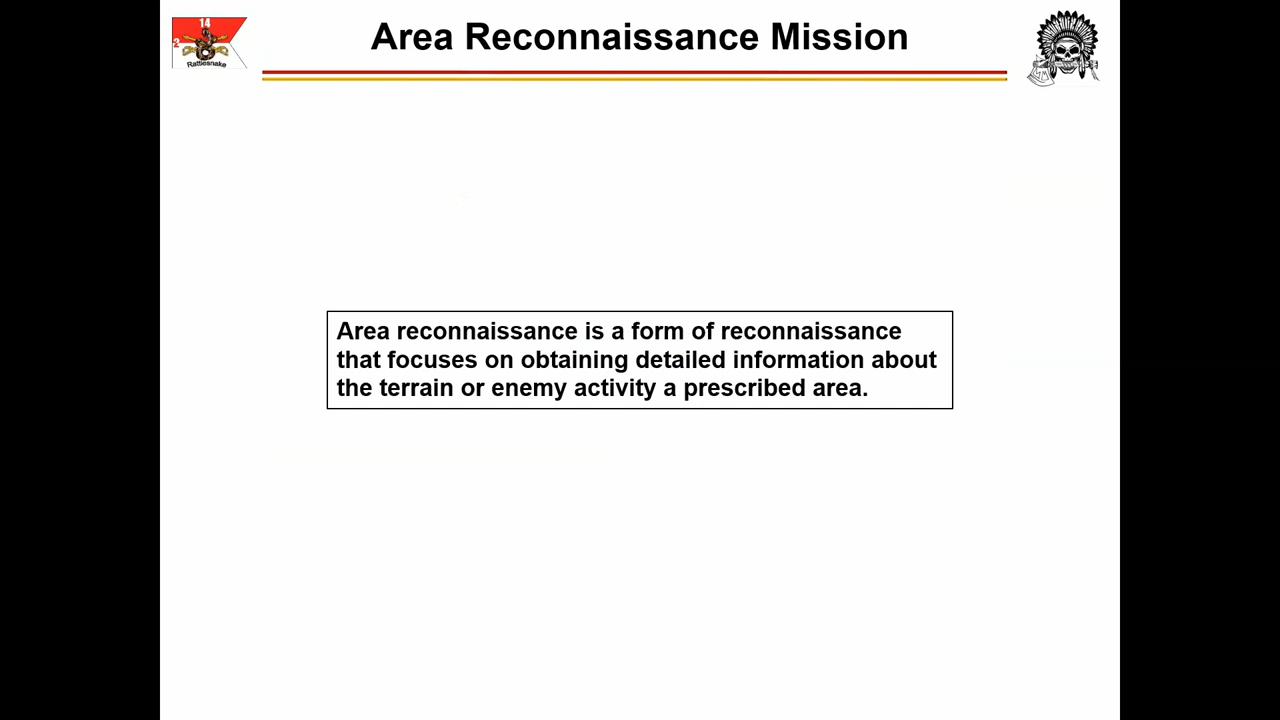 14
Area Reconnaissance Mission
2
Rattlesnake
Area reconnaissance is a form of reconnaissance
that focuses on obtaining detailed information about
the terrain or enemy activity a prescribed area.